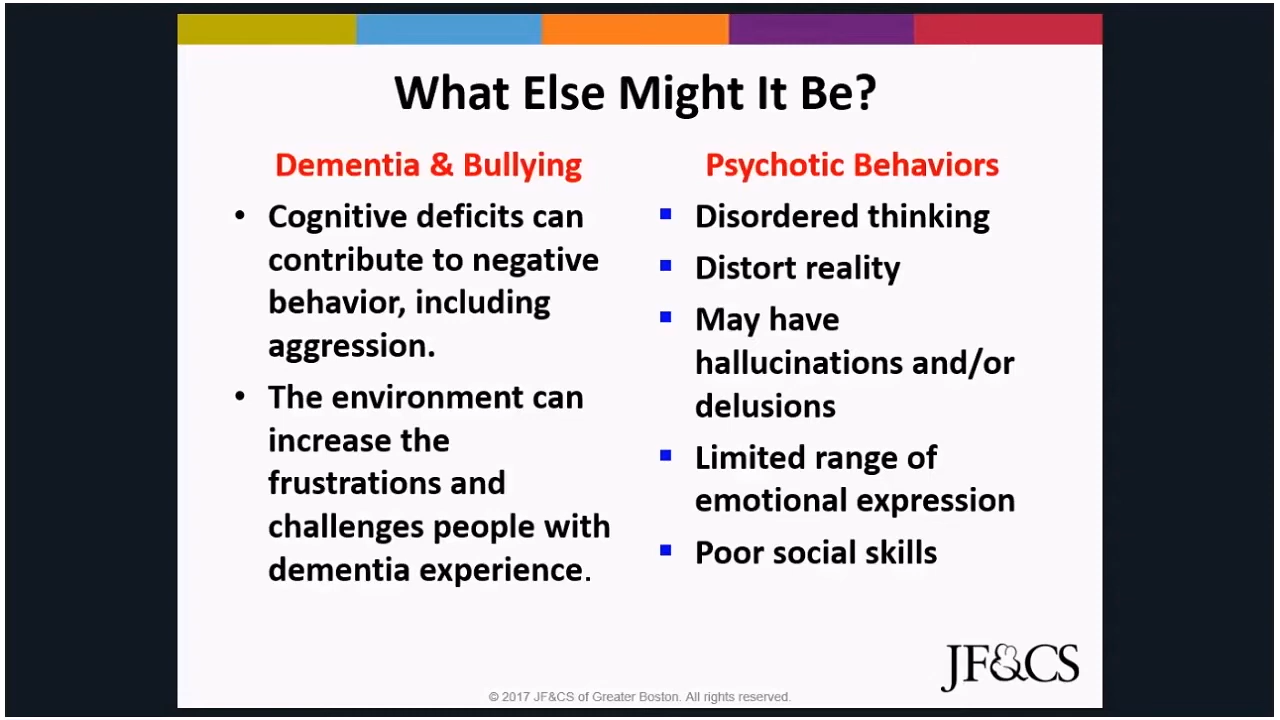 What Else Might It Be?
Dementia & Bullying
• Cognitive deficits can
contribute to negative
behavior, including
aggression.
• The environment can
increase the
frustrations and
challenges people with
dementia experience.
Psychotic Behaviors
▪ Disordered thinking
▪ Distort reality
▪ May have
hallucinations and/or
delusions
▪ Limited range of
emotional expression
▪ Poor social skills
JF&CS
© 2017 JF&CS of Greater Boston. All rights reserved.